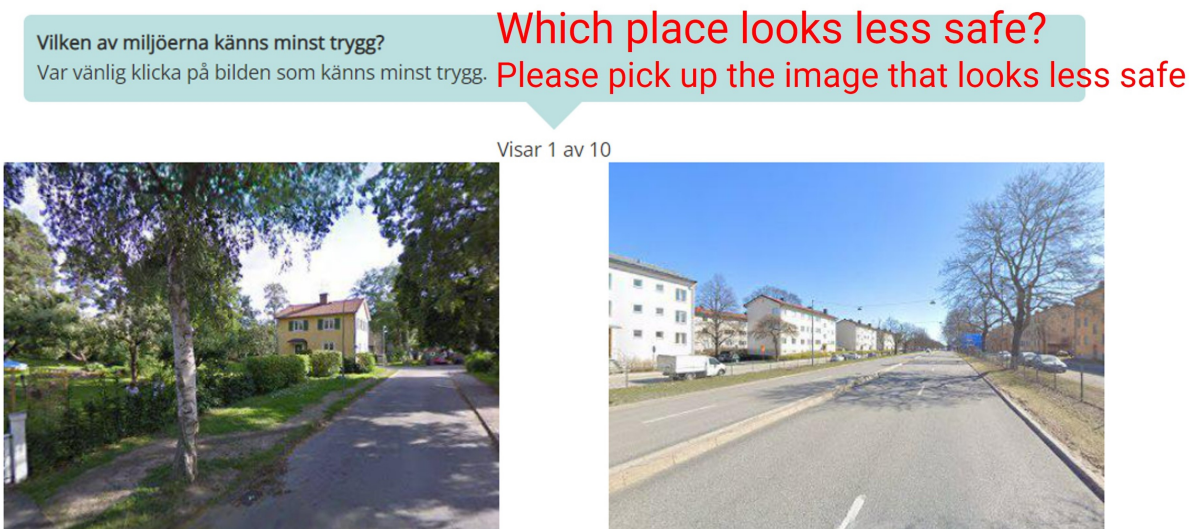 Vilken av miljöerna känns minst trygg?
Which place looks less safe?
Var vänlig klicka på bilden som känns minst trygg.
Please pick up the image that looks less safe
Visar 1 av 10